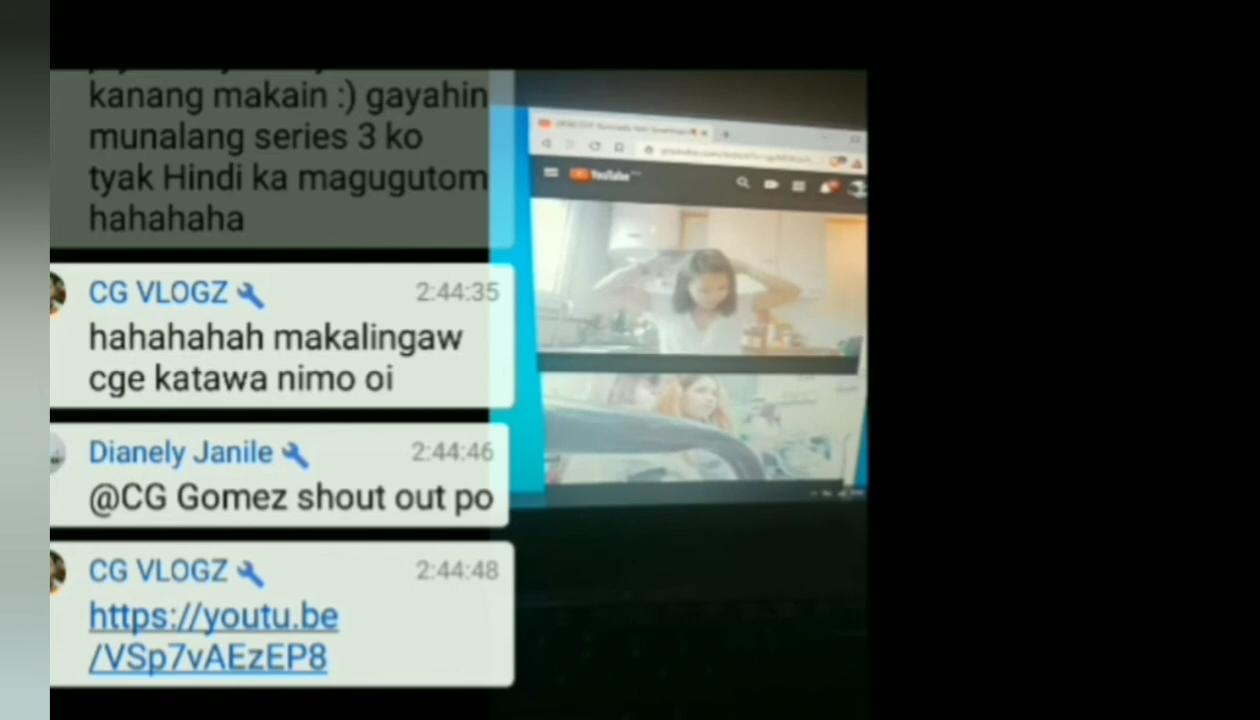 kanang makain :) gayahin
munalang series 3 ko
tyak Hindi ka magugutom
hahahaha
CG VLOGZ 2:44:35
hahahahah makalingaw
cge katawa nimo oi
Dianely Janile 2:44:46
@CG Gomez shout out po
CG VLOGZ 2:44:48
https://youtu.be
/VSp7vAEzEP8
YouTube